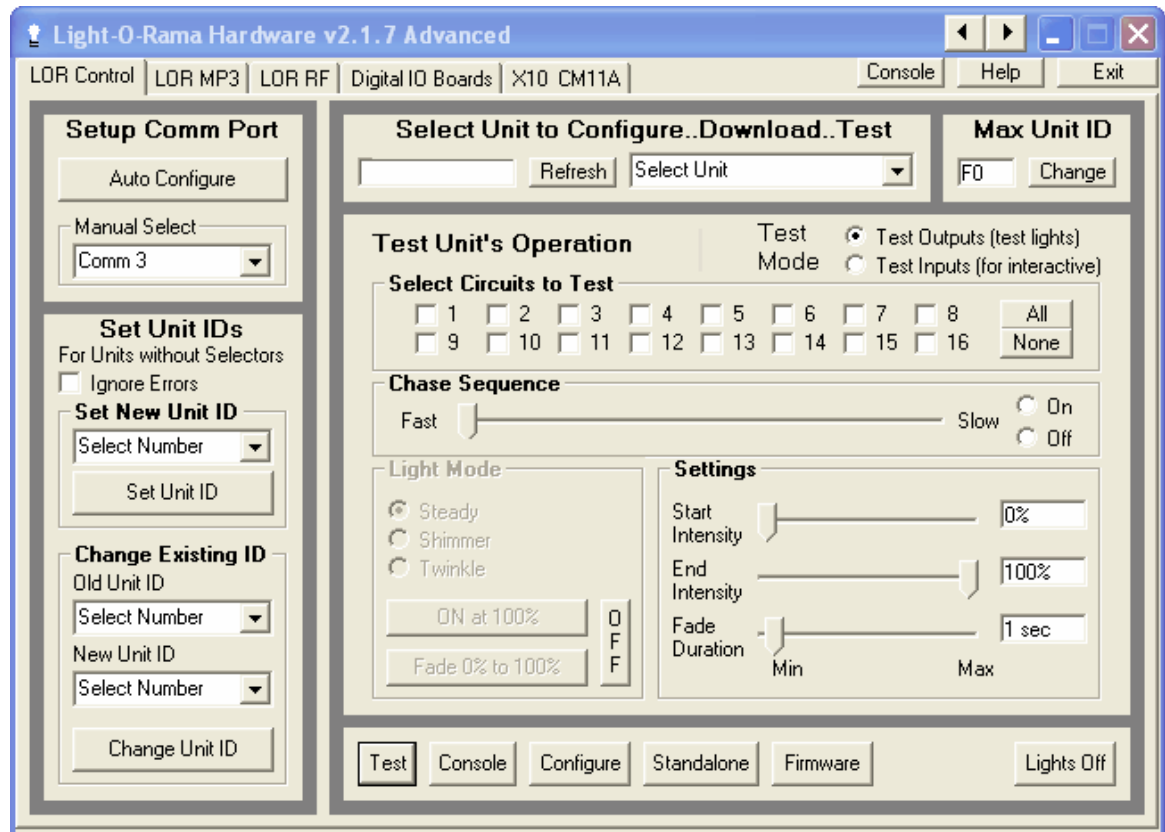 Light-O-Rama Hardware v2.1.7 Advanced
LOR Control LOR MP3 LOR RF Digital IO Boards X10 CM11A Console Help Exit
Setup Comm Port
Auto Configure
Manual Select
Comm 3
Set Unit IDs
For Units without Selectors
Ignore Errors
Set New Unit ID
Select Number
Set Unit ID
Change Existing ID
Old Unit ID
Select Number
New Unit ID
Select Number
Change Unit ID
Select Unit to Configure..Download..Test
Refresh Select Unit
Max Unit ID
F0 Change
Test Unit's Operation
Test Mode
Test Outputs (test lights)
Test Inputs (for interactive)
Select Circuits to Test
1 2 3 4 5 6 7 8 All
9 10 11 12 13 14 15 16 None
Chase Sequence
Fast Slow
On
Off
Light Mode
Steady
Shimmer
Twinkle
ON at 100%
Fade 0% to 100%
OFF
Settings
Start Intensity 0%
End Intensity 100%
Fade Duration 1 sec
Min Max
Test Console Configure Standalone Firmware Lights Off